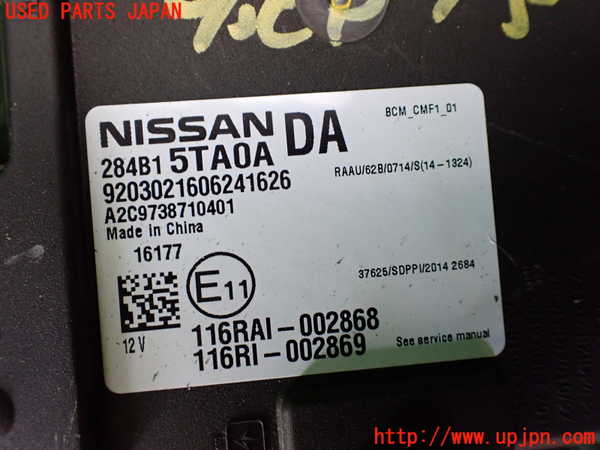 USED PARTS JAPAN
BCM_CMF1_01
NISSAN DA
284B1 5TA0A
RAAU/62B/0714/S(14-1324)
9203021606241626
A2C9738710401
Made in China
16177
37625/SDPPI/2014 2684
E11
12V
116RAI-002868
116RI-002869
See service manual
http://www.upjpn.com/